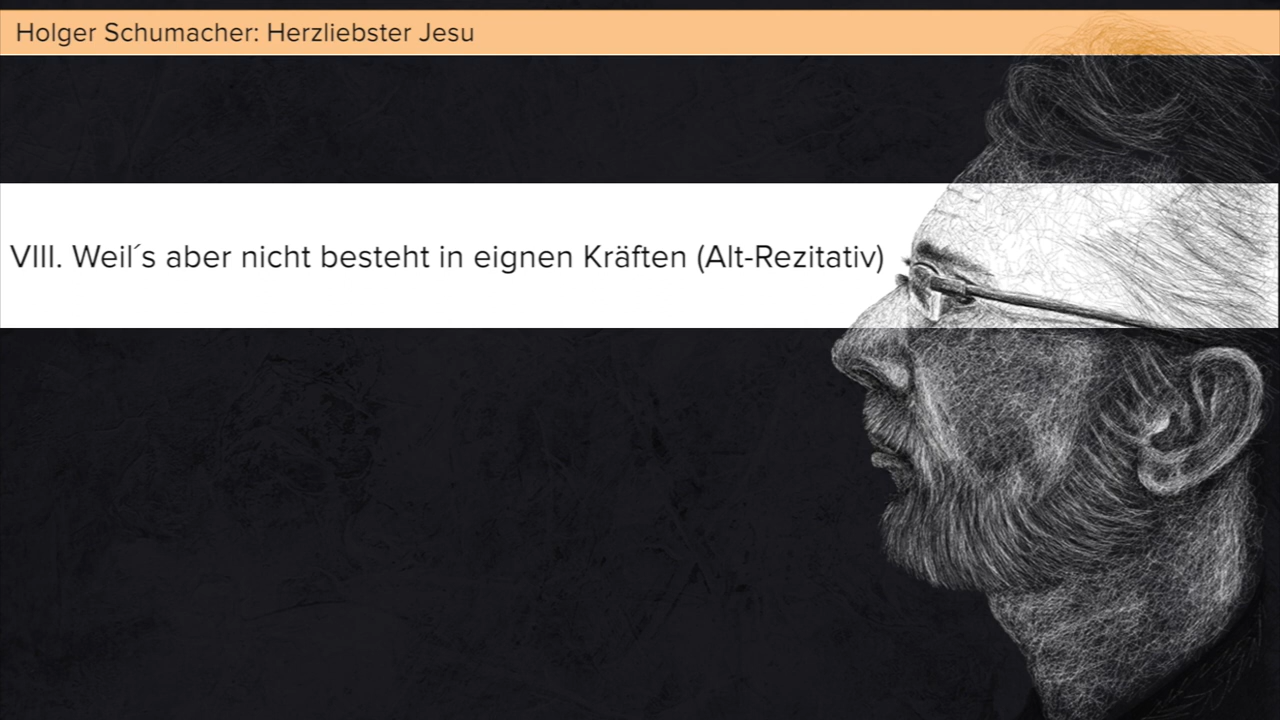 Holger Schumacher: Herzliebster Jesu
VIII. Weil´s aber nicht besteht in eignen Kräften (Alt-Rezitativ)